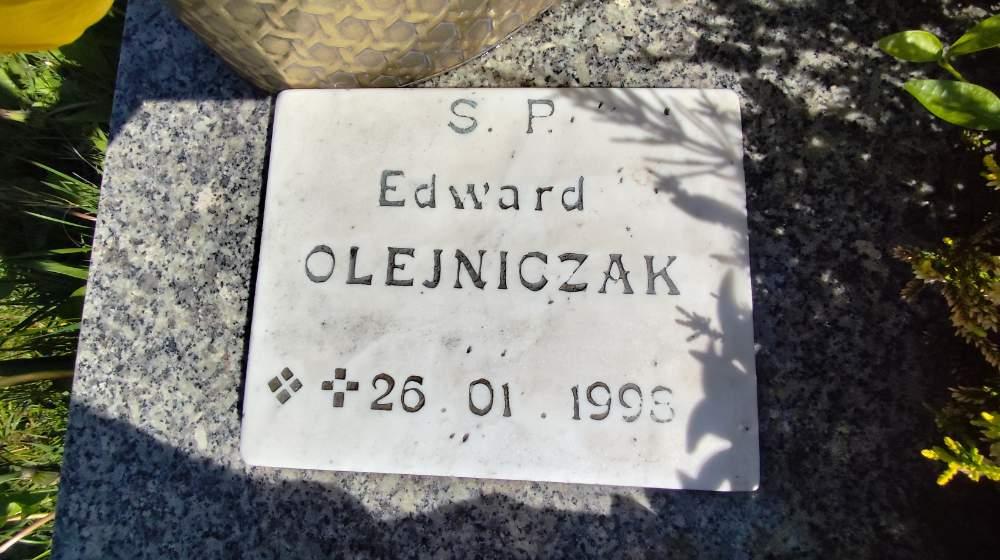 S. P.
Edward
OLEJNICZAK
26. 01. 1998